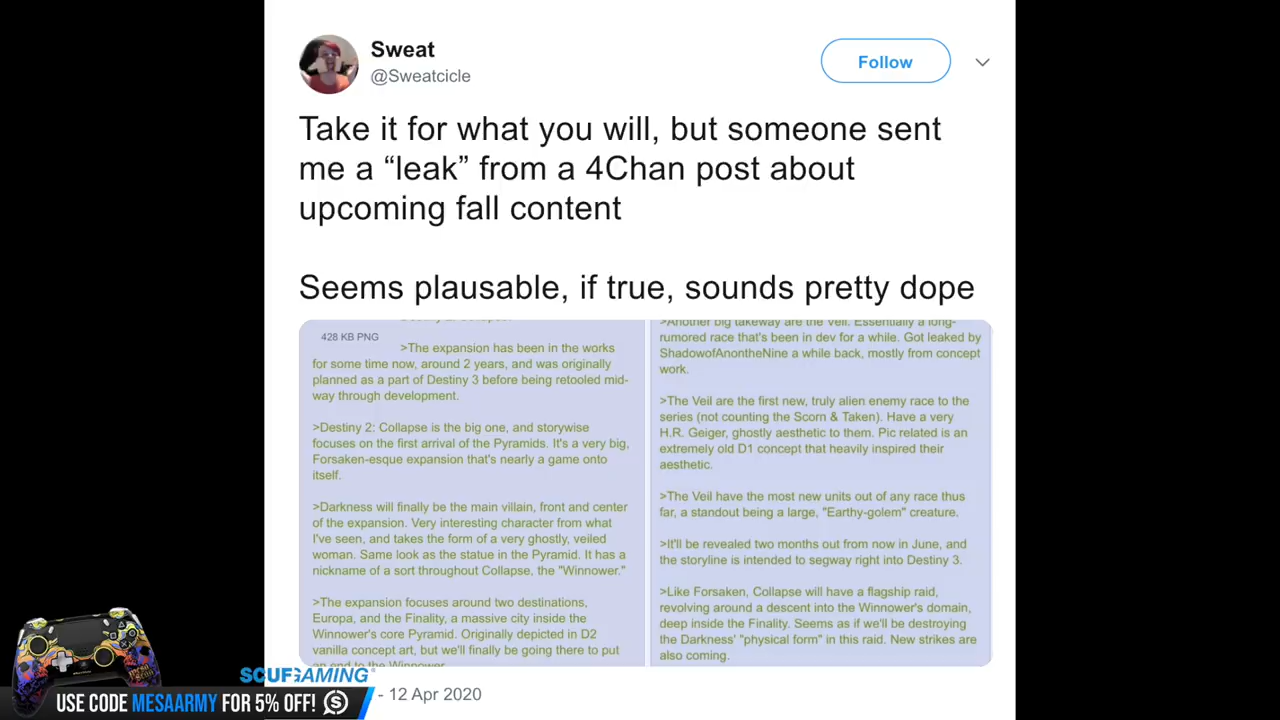 Sweat
@Sweatcicle
Follow
Take it for what you will, but someone sent
me a “leak” from a 4Chan post about
upcoming fall content
Seems plausable, if true, sounds pretty dope
428 KB PNG
>The expansion has been in the works
for some time now, around 2 years, and was originally
planned as a part of Destiny 3 before being retooled mid-
way through development.
>Destiny 2: Collapse is the big one, and storywise
focuses on the first arrival of the Pyramids. It's a very big,
Forsaken-esque expansion that's nearly a game onto
itself.
>Darkness will finally be the main villain, front and center
of the expansion. Very interesting character from what
I've seen, and takes the form of a very ghostly, veiled
woman. Same look as the statue in the Pyramid. It has a
nickname of a sort throughout Collapse, the "Winnower."
>The expansion focuses around two destinations,
Europa, and the Finality, a massive city inside the
Winnower's core Pyramid. Originally depicted in D2
vanilla concept art, but we'll finally be going there to put
an end to the Winnower.
>Another big takeway are the Veil. Essentially a long-
rumored race that's been in dev for a while. Got leaked by
ShadowofAnontheNine a while back, mostly from concept
work.
>The Veil are the first new, truly alien enemy race to the
series (not counting the Scorn & Taken). Have a very
H.R. Geiger, ghostly aesthetic to them. Pic related is an
extremely old D1 concept that heavily inspired their
aesthetic.
>The Veil have the most new units out of any race thus
far, a standout being a large, "Earthy-golem" creature.
>It'll be revealed two months out from now in June, and
the storyline is intended to segway right into Destiny 3.
>Like Forsaken, Collapse will have a flagship raid,
revolving around a descent into the Winnower's domain,
deep inside the Finality. Seems as if we'll be destroying
the Darkness' "physical form" in this raid. New strikes are
also coming.
- 12 Apr 2020
SCUFGAMING
USE CODE MESAARMY FOR 5% OFF!